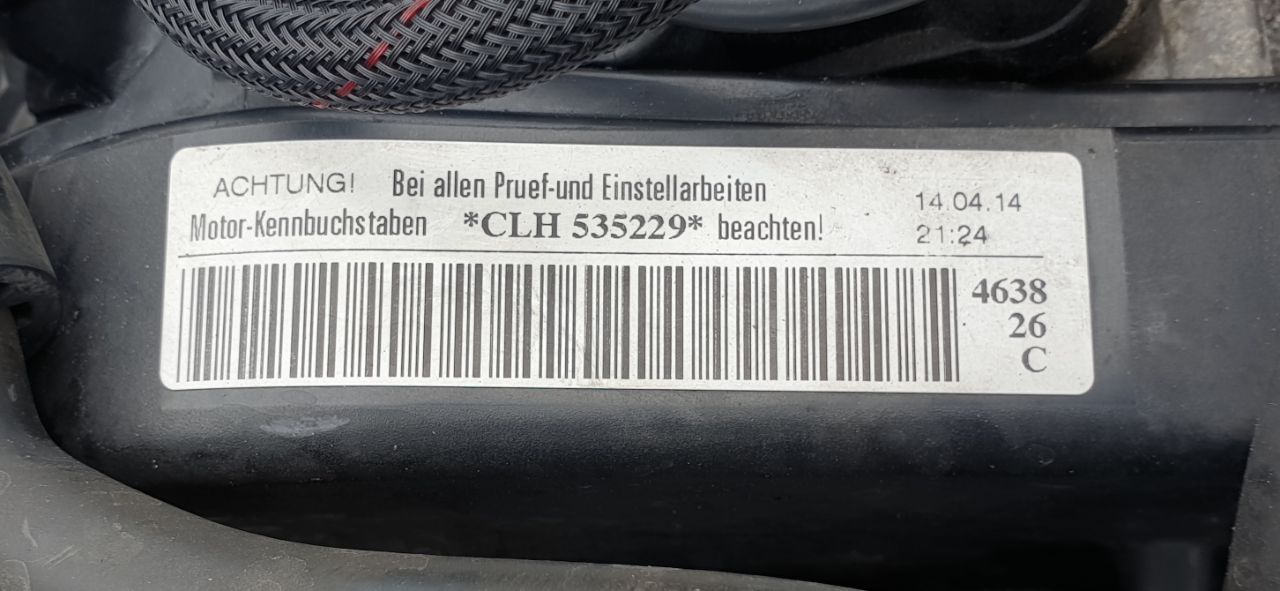 ACHTUNG! Bei allen Pruef-und Einstellarbeiten 14.04.14
Motor-Kennbuchstaben *CLH 535229* beachten! 21:24
4638
26
C